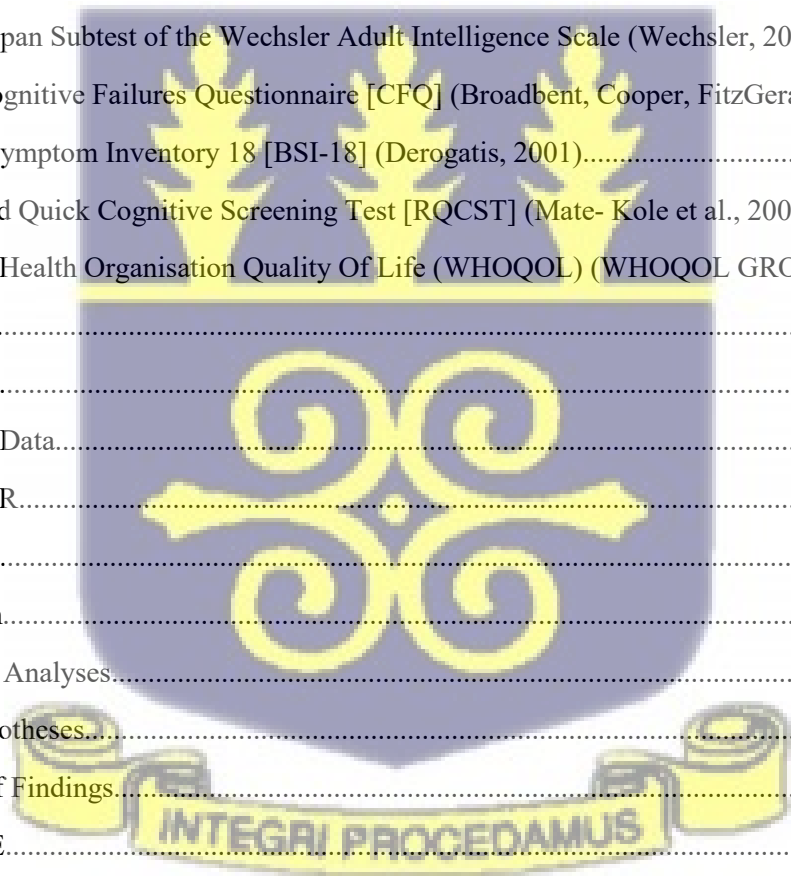 pan Subtest of the Wechsler Adult Intelligence Scale (Wechsler, 20
ognitive Failures Questionnaire [CFQ] (Broadbent, Cooper, FitzGera
ymptom Inventory 18 [BSI-18] (Derogatis, 2001)..................................
d Quick Cognitive Screening Test [RQCST] (Mate- Kole et al., 200
Health Organisation Quality Of Life (WHOQOL) (WHOQOL GRO
Data..................................
R..................................
Analyses..................................
otheses..................................
f Findings..................................
INTEGRI PROCEDAMUS
E..................................